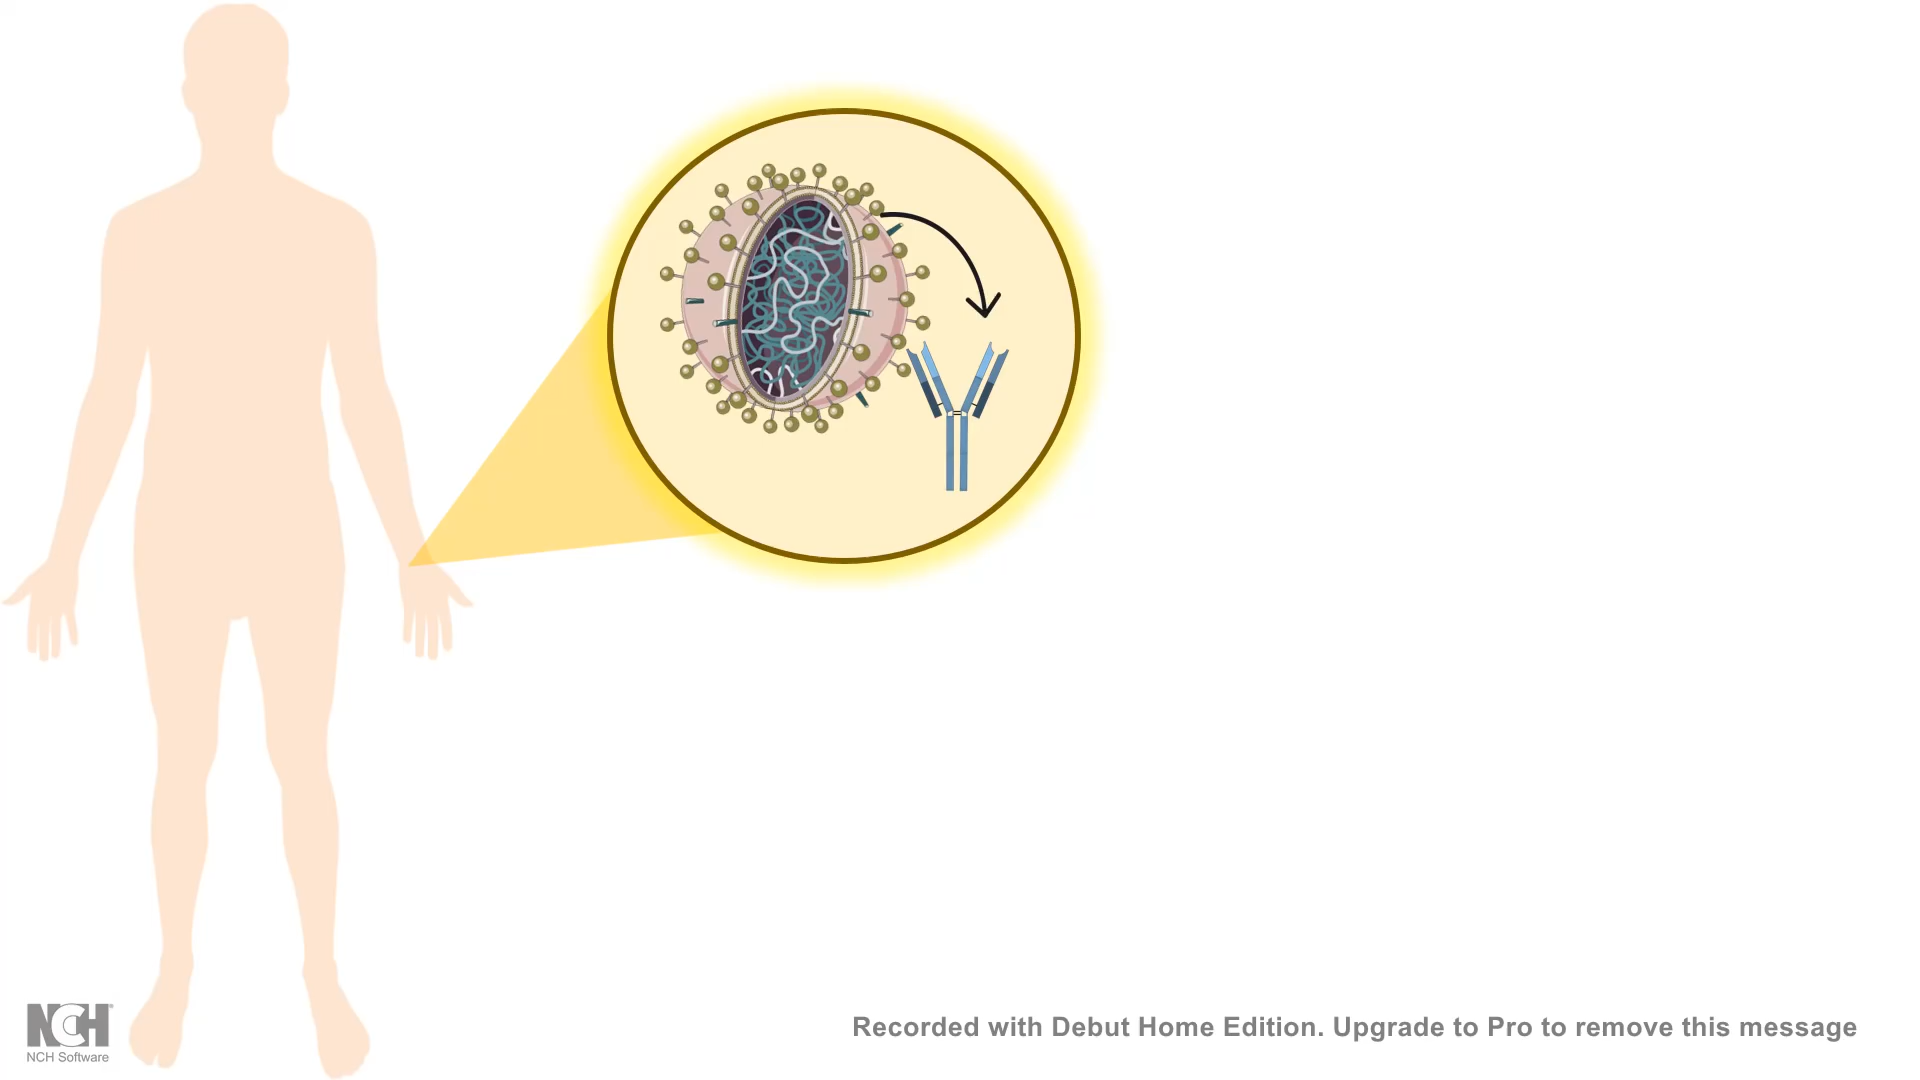 NCH®
NCH Software
Recorded with Debut Home Edition. Upgrade to Pro to remove this message